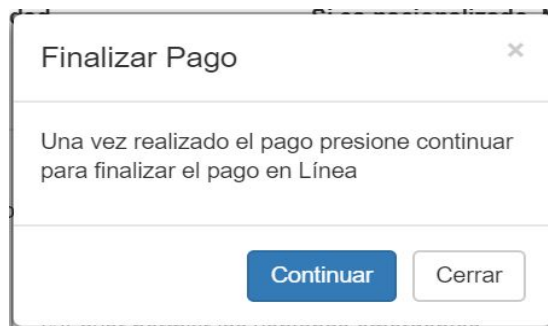 Finalizar Pago
×
Una vez realizado el pago presione continuar
para finalizar el pago en Línea
Continuar
Cerrar